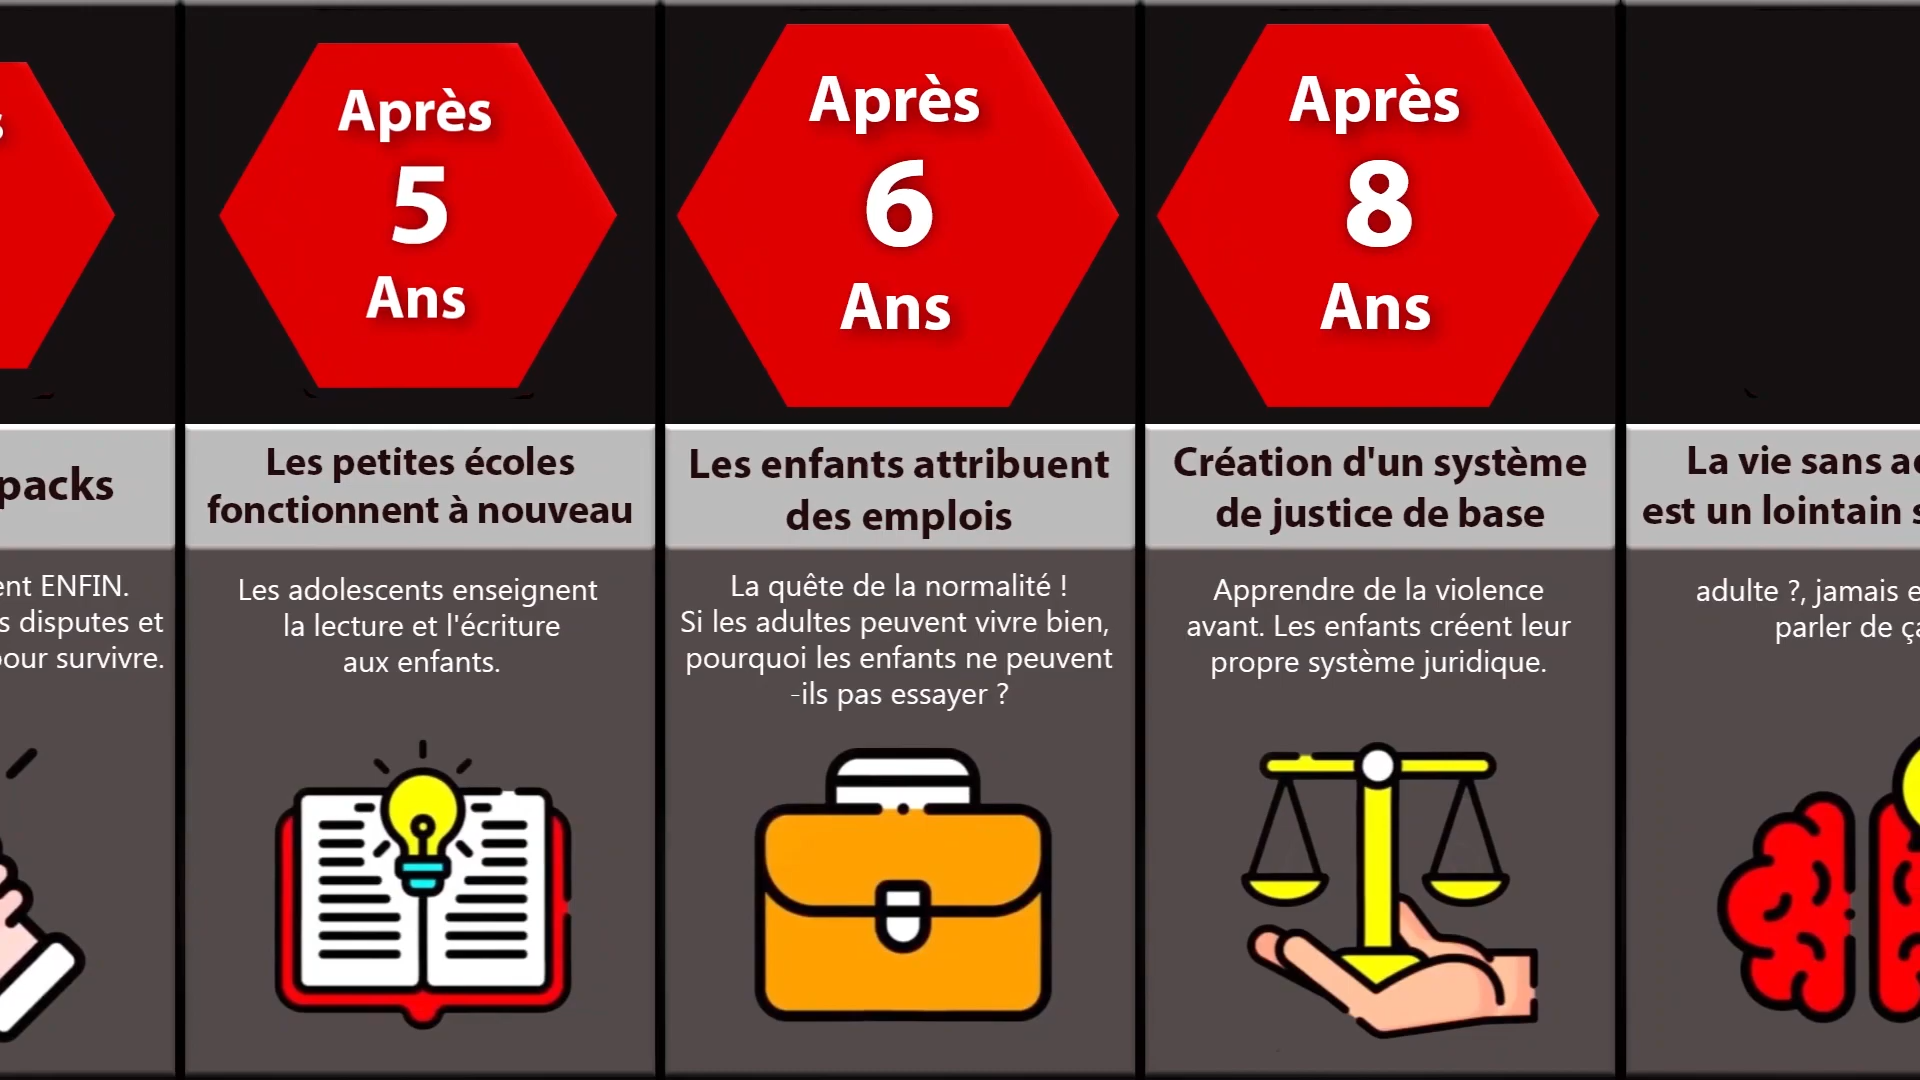 packs
ent ENFIN.
s disputes et
pour survivre.
Après
5
Ans
Les petites écoles
fonctionnent à nouveau
Les adolescents enseignent
la lecture et l'écriture
aux enfants.
Après
6
Ans
Les enfants attribuent
des emplois
La quête de la normalité !
Si les adultes peuvent vivre bien,
pourquoi les enfants ne peuvent
-ils pas essayer ?
Après
8
Ans
Création d'un système
de justice de base
Apprendre de la violence
avant. Les enfants créent leur
propre système juridique.
La vie sans
est un lointain
adulte ?, jamais
parler de